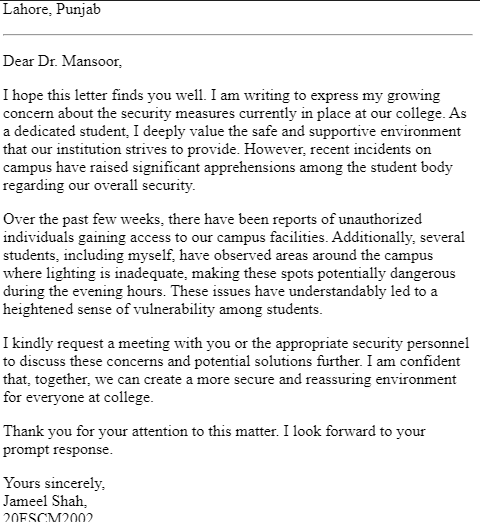 Lahore, Punjab
Dear Dr. Mansoor,
I hope this letter finds you well. I am writing to express my growing
concern about the security measures currently in place at our college. As
a dedicated student, I deeply value the safe and supportive environment
that our institution strives to provide. However, recent incidents on
campus have raised significant apprehensions among the student body
regarding our overall security.
Over the past few weeks, there have been reports of unauthorized
individuals gaining access to our campus facilities. Additionally, several
students, including myself, have observed areas around the campus
where lighting is inadequate, making these spots potentially dangerous
during the evening hours. These issues have understandably led to a
heightened sense of vulnerability among students.
I kindly request a meeting with you or the appropriate security personnel
to discuss these concerns and potential solutions further. I am confident
that, together, we can create a more secure and reassuring environment
for everyone at college.
Thank you for your attention to this matter. I look forward to your
prompt response.
Yours sincerely,
Jameel Shah,
20FSCM2002